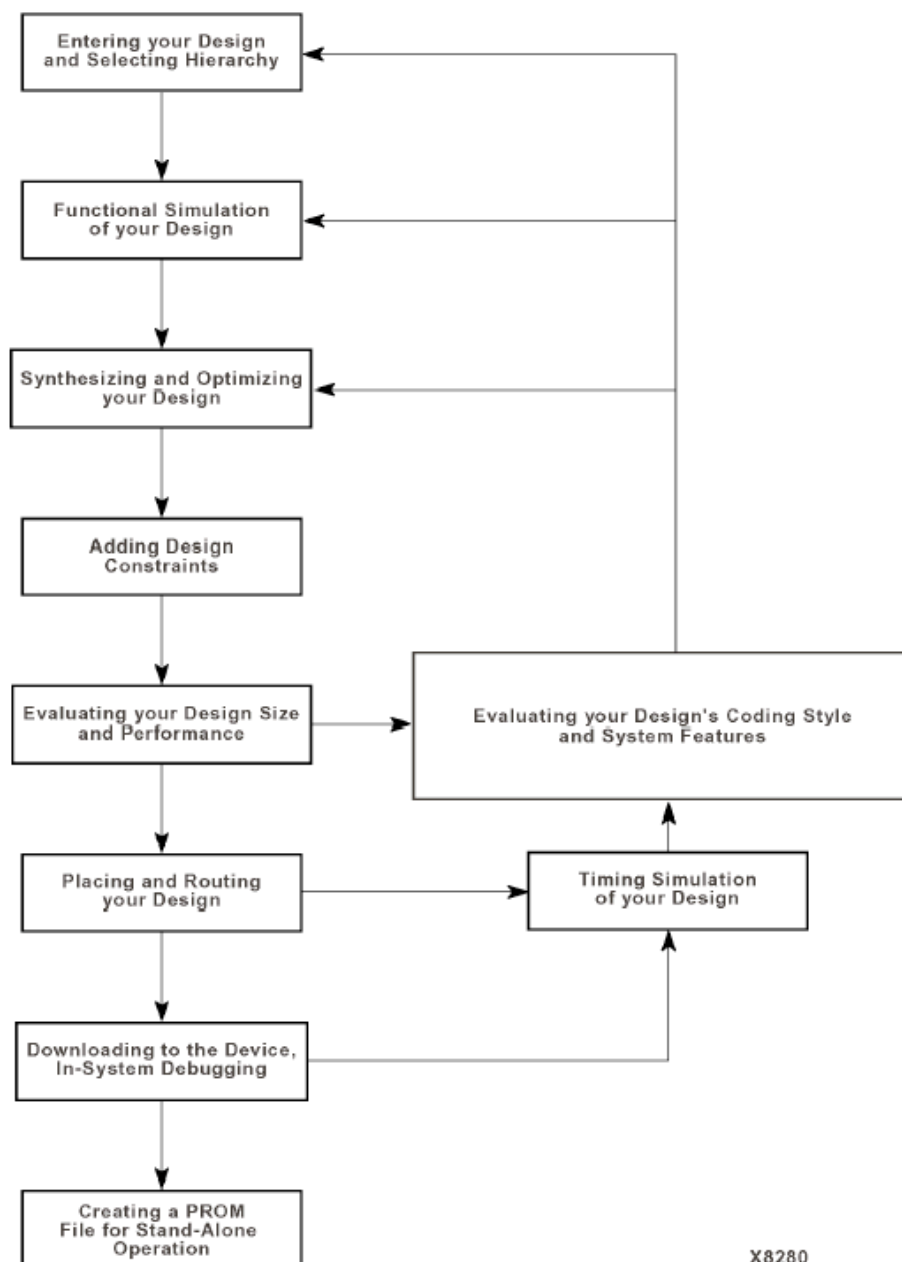 Entering your Design
and Selecting Hierarchy
Functional Simulation
of your Design
Synthesizing and Optimizing
your Design
Adding Design
Constraints
Evaluating your Design Size
and Performance
Evaluating your Design's Coding Style
and System Features
Placing and Routing
your Design
Timing Simulation
of your Design
Downloading to the Device,
In-System Debugging
Creating a PROM
File for Stand-Alone
Operation
X8280